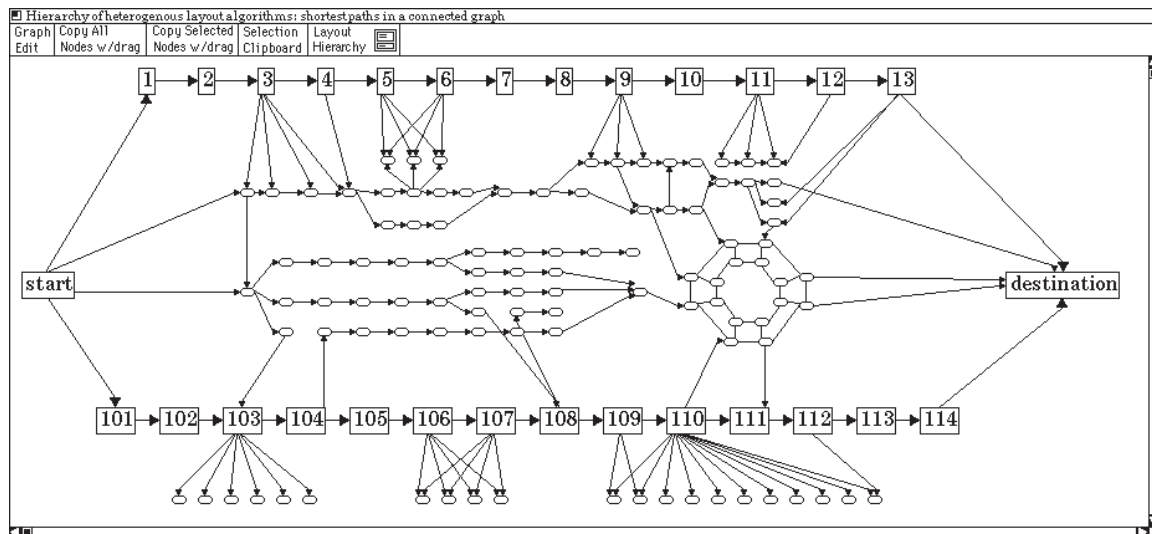 Hierarchy of heterogenous layout algorithms: shortest paths in a connected graph
Graph Copy All Copy Selected Selection Layout
Edit Nodes w/drag Nodes w/drag Clipboard Hierarchy
1 2 3 4 5 6 7 8 9 10 11 12 13
start destination
101 102 103 104 105 106 107 108 109 110 111 112 113 114